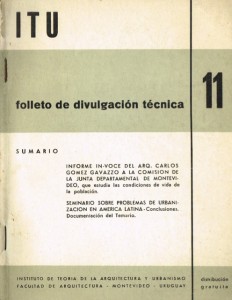 ITU
folleto de divulgación técnica
11
SUMARIO
INFORME IN-VOCE DEL ARQ. CARLOS
GOMEZ GAVAZZO A LA COMISION DE
LA JUNTA DEPARTAMENTAL DE MONTEVI-
DEO, que estudia las condiciones de vida de
la población.
SEMINARIO SOBRE PROBLEMAS DE URBANI-
ZACION EN AMERICA LATINA-Conclusiones.
Documentación del Temario.
INSTITUTO DE TEORIA DE LA ARQUITECTURA Y URBANISMO
FACULTAD DE ARQUITECTURA - MONTEVIDEO - URUGUAY
distribución
gratuita